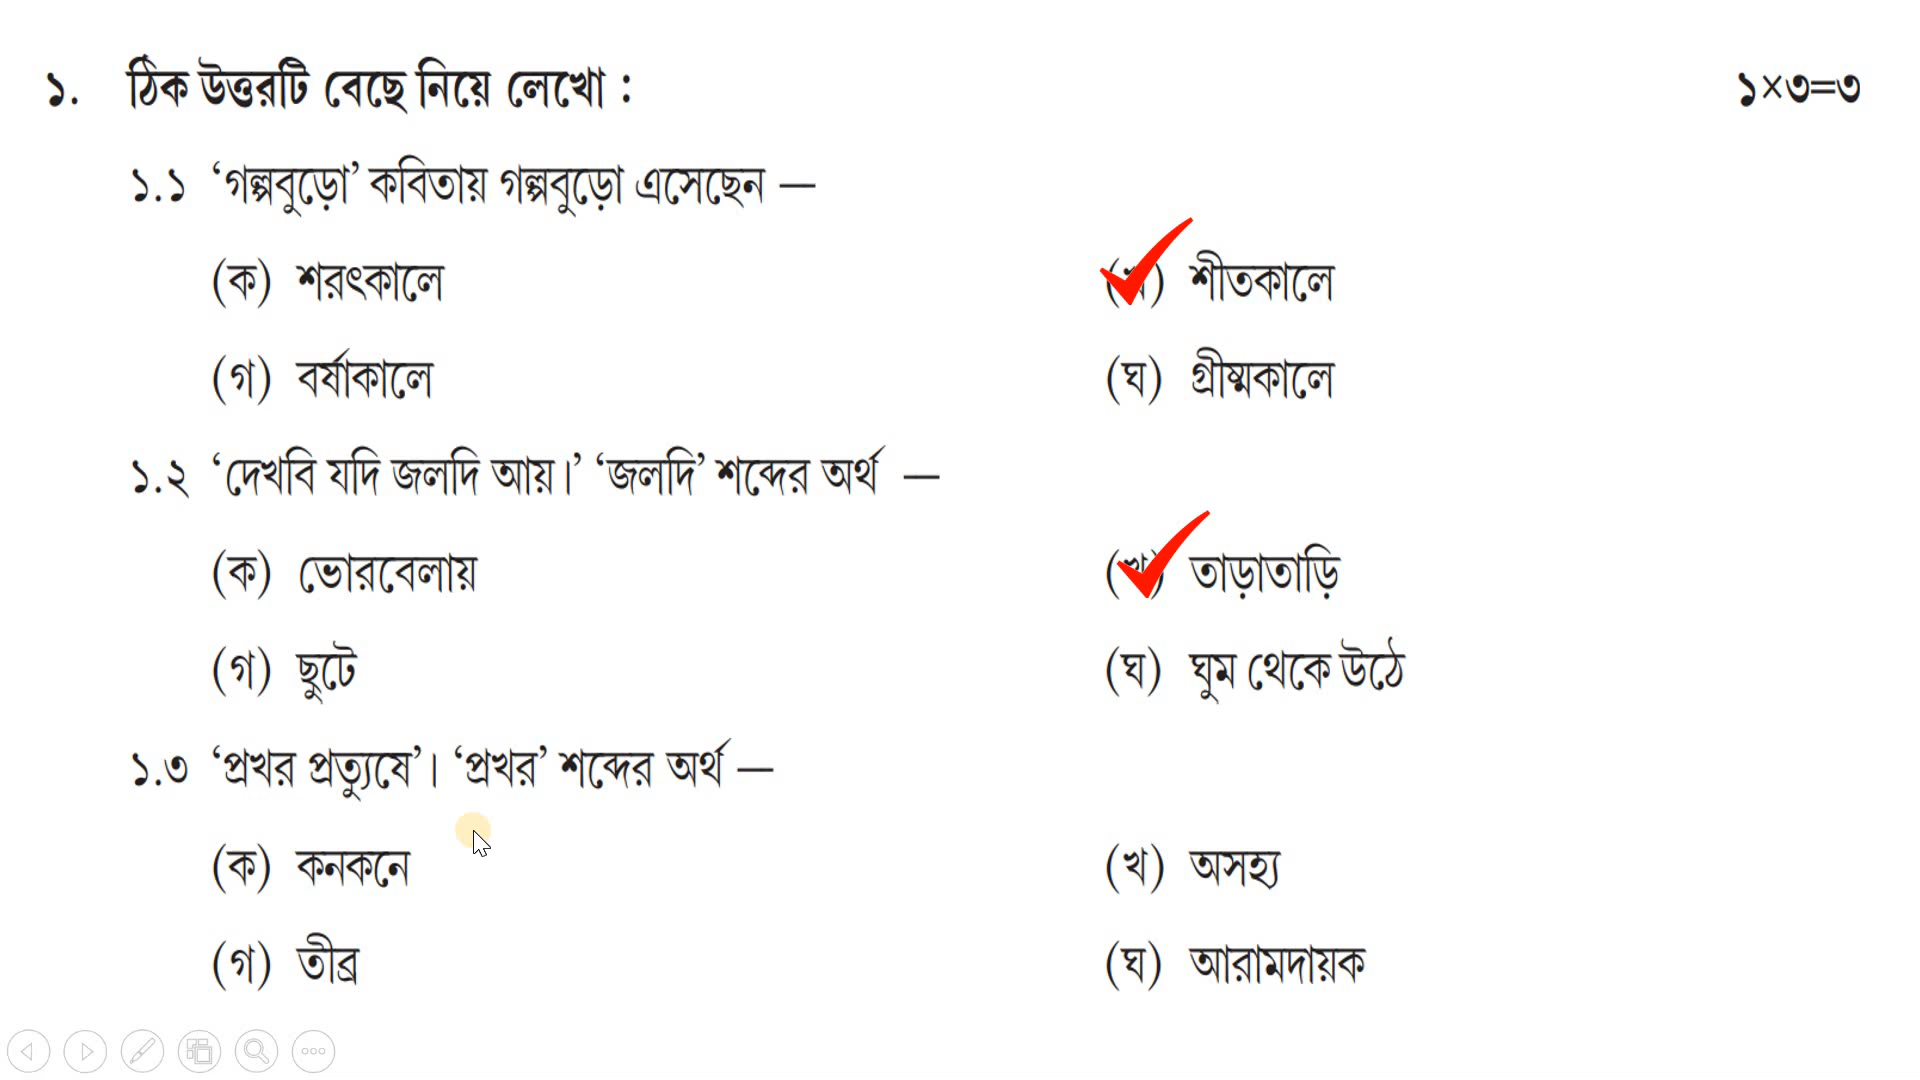 ১. ঠিক উত্তরটি বেছে নিয়ে লেখো : ১×৩=৩
১.১ ‘গল্পবুড়ো’ কবিতায় গল্পবুড়ো এসেছেন —
(ক) শরৎকালে (খ) শীতকালে
(গ) বর্ষাকালে (ঘ) গ্রীষ্মকালে
১.২ ‘দেখবি যদি জলদি আয়।’ ‘জলদি’ শব্দের অর্থ —
(ক) ভোরবেলায় (খ) তাড়াতাড়ি
(গ) ছুটে (ঘ) ঘুম থেকে উঠে
১.৩ ‘প্রখর প্রত্যুষে’। ‘প্রখর’ শব্দের অর্থ —
(ক) কনকনে (খ) অসহ্য
(গ) তীব্র (ঘ) আরামদায়ক